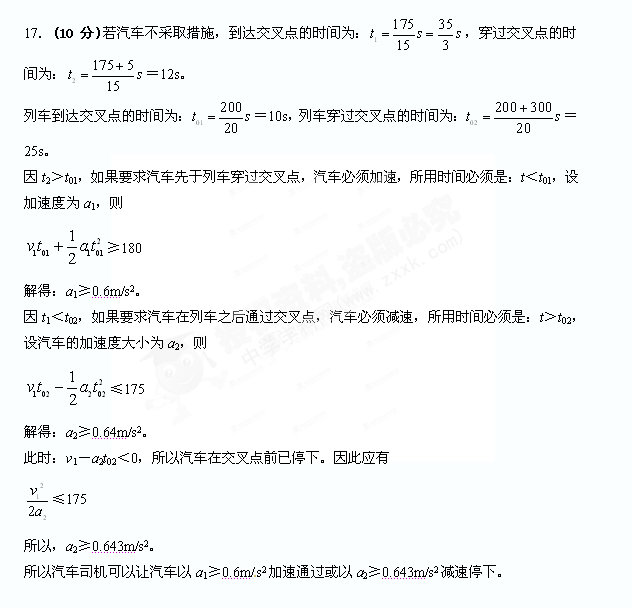 17．(10 分)若汽车不采取措施，到达交叉点的时间为：t₁＝175/15 s＝35/3 s，穿过交叉点的时
间为：t₂＝(175＋5)/15 s＝12s。
列车到达交叉点的时间为：t₀₁＝200/20 s＝10s，列车穿过交叉点的时间为：t₀₂＝(200＋300)/20 s＝
25s。
因 t₂＞t₀₁，如果要求汽车先于列车穿过交叉点，汽车必须加速，所用时间必须是：t＜t₀₁，设
加速度为 a₁，则
v₁t₀₁＋1/2 a₁t₀₁²≥180
解得：a₁≥0.6m/s²。
因 t₁＜t₀₂，如果要求汽车在列车之后通过交叉点，汽车必须减速，所用时间必须是：t＞t₀₂，
设汽车的加速度大小为 a₂，则
v₁t₀₂－1/2 a₂t₀₂²≤175
解得：a₂≥0.64m/s²。
此时：v₁－a₂t₀₂＜0，所以汽车在交叉点前已停下。因此应有
v₁²/2a₂≤175
所以，a₂≥0.643m/s²。
所以汽车司机可以让汽车以 a₁≥0.6m/.s²加速通过或以 a₂≥0.643m/s²减速停下。